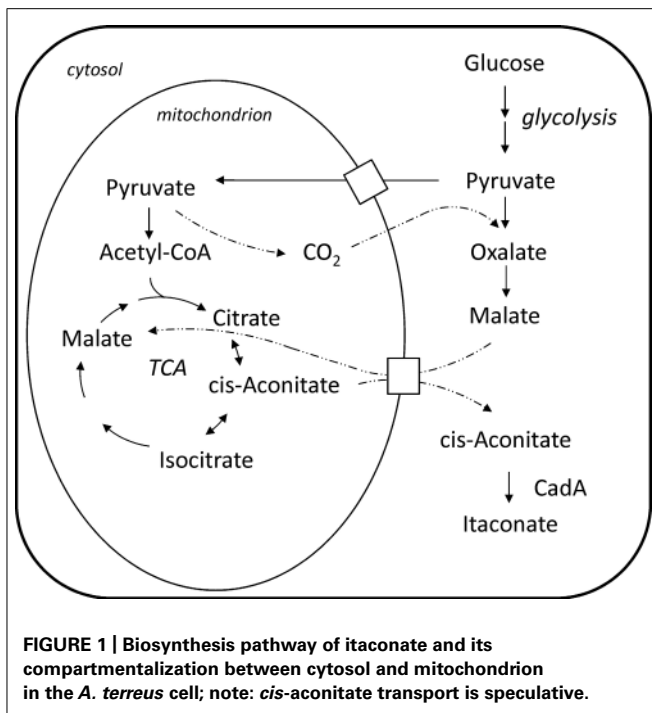 cytosol
mitochondrion
Glucose
glycolysis
Pyruvate
Pyruvate
Acetyl-CoA
CO2
Oxalate
Malate
Citrate
Malate
TCA
cis-Aconitate
Isocitrate
cis-Aconitate
CadA
Itaconate
FIGURE 1 | Biosynthesis pathway of itaconate and its
compartmentalization between cytosol and mitochondrion
in the A. terreus cell; note: cis-aconitate transport is speculative.